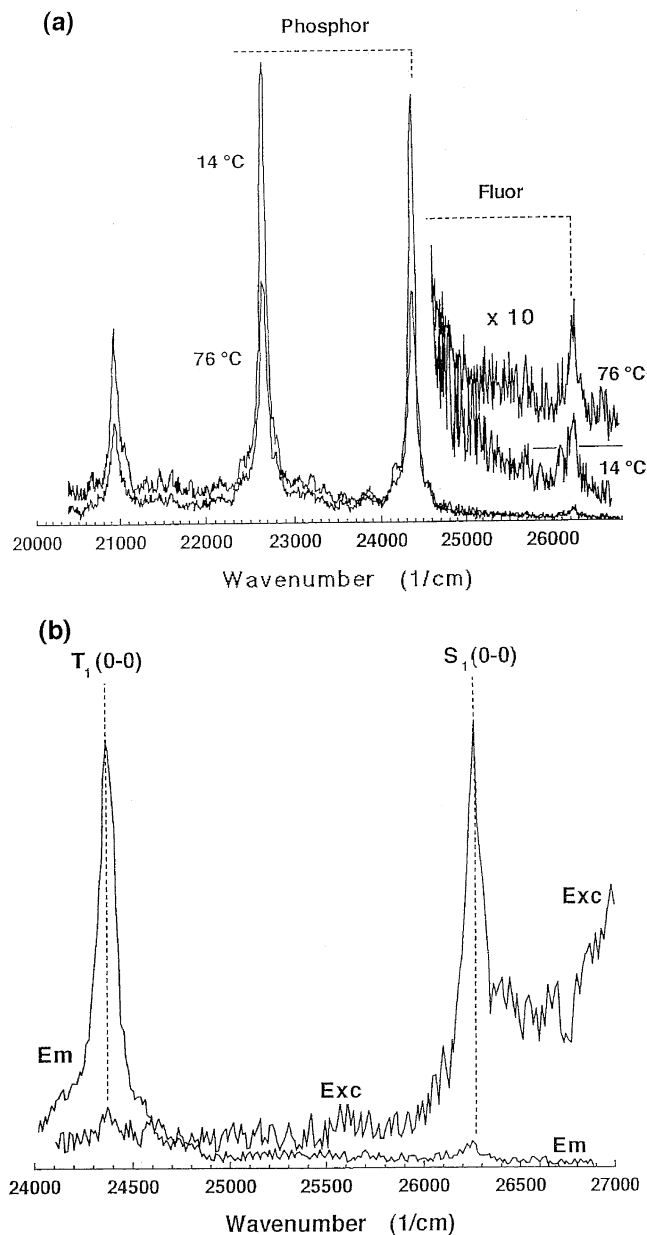 (a)
Phosphor
14 °C
Fluor
x 10
76 °C
76 °C
14 °C
20000 21000 22000 23000 24000 25000 26000
Wavenumber (1/cm)
(b)
T1 (0-0) S1 (0-0)
Exc
Em
Exc
Em
24000 24500 25000 25500 26000 26500 27000
Wavenumber (1/cm)